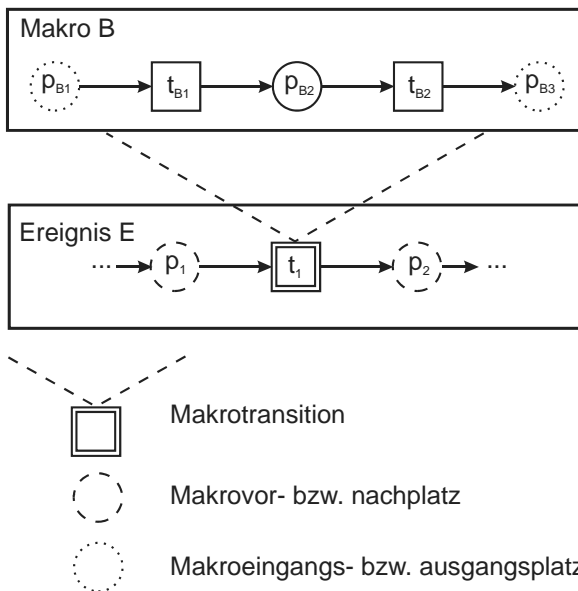 Makro B
pB1 tB1 pB2 tB2 pB3
Ereignis E
... p1 t1 p2 ...
Makrotransition
Makrovor- bzw. nachplatz
Makroeingangs- bzw. ausgangsplatz